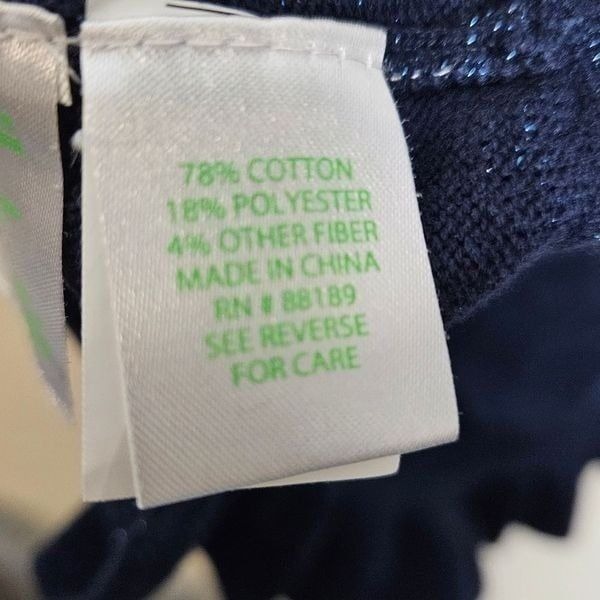 78% COTTON
18% POLYESTER
4% OTHER FIBER
MADE IN CHINA
RN # 88189
SEE REVERSE
FOR CARE